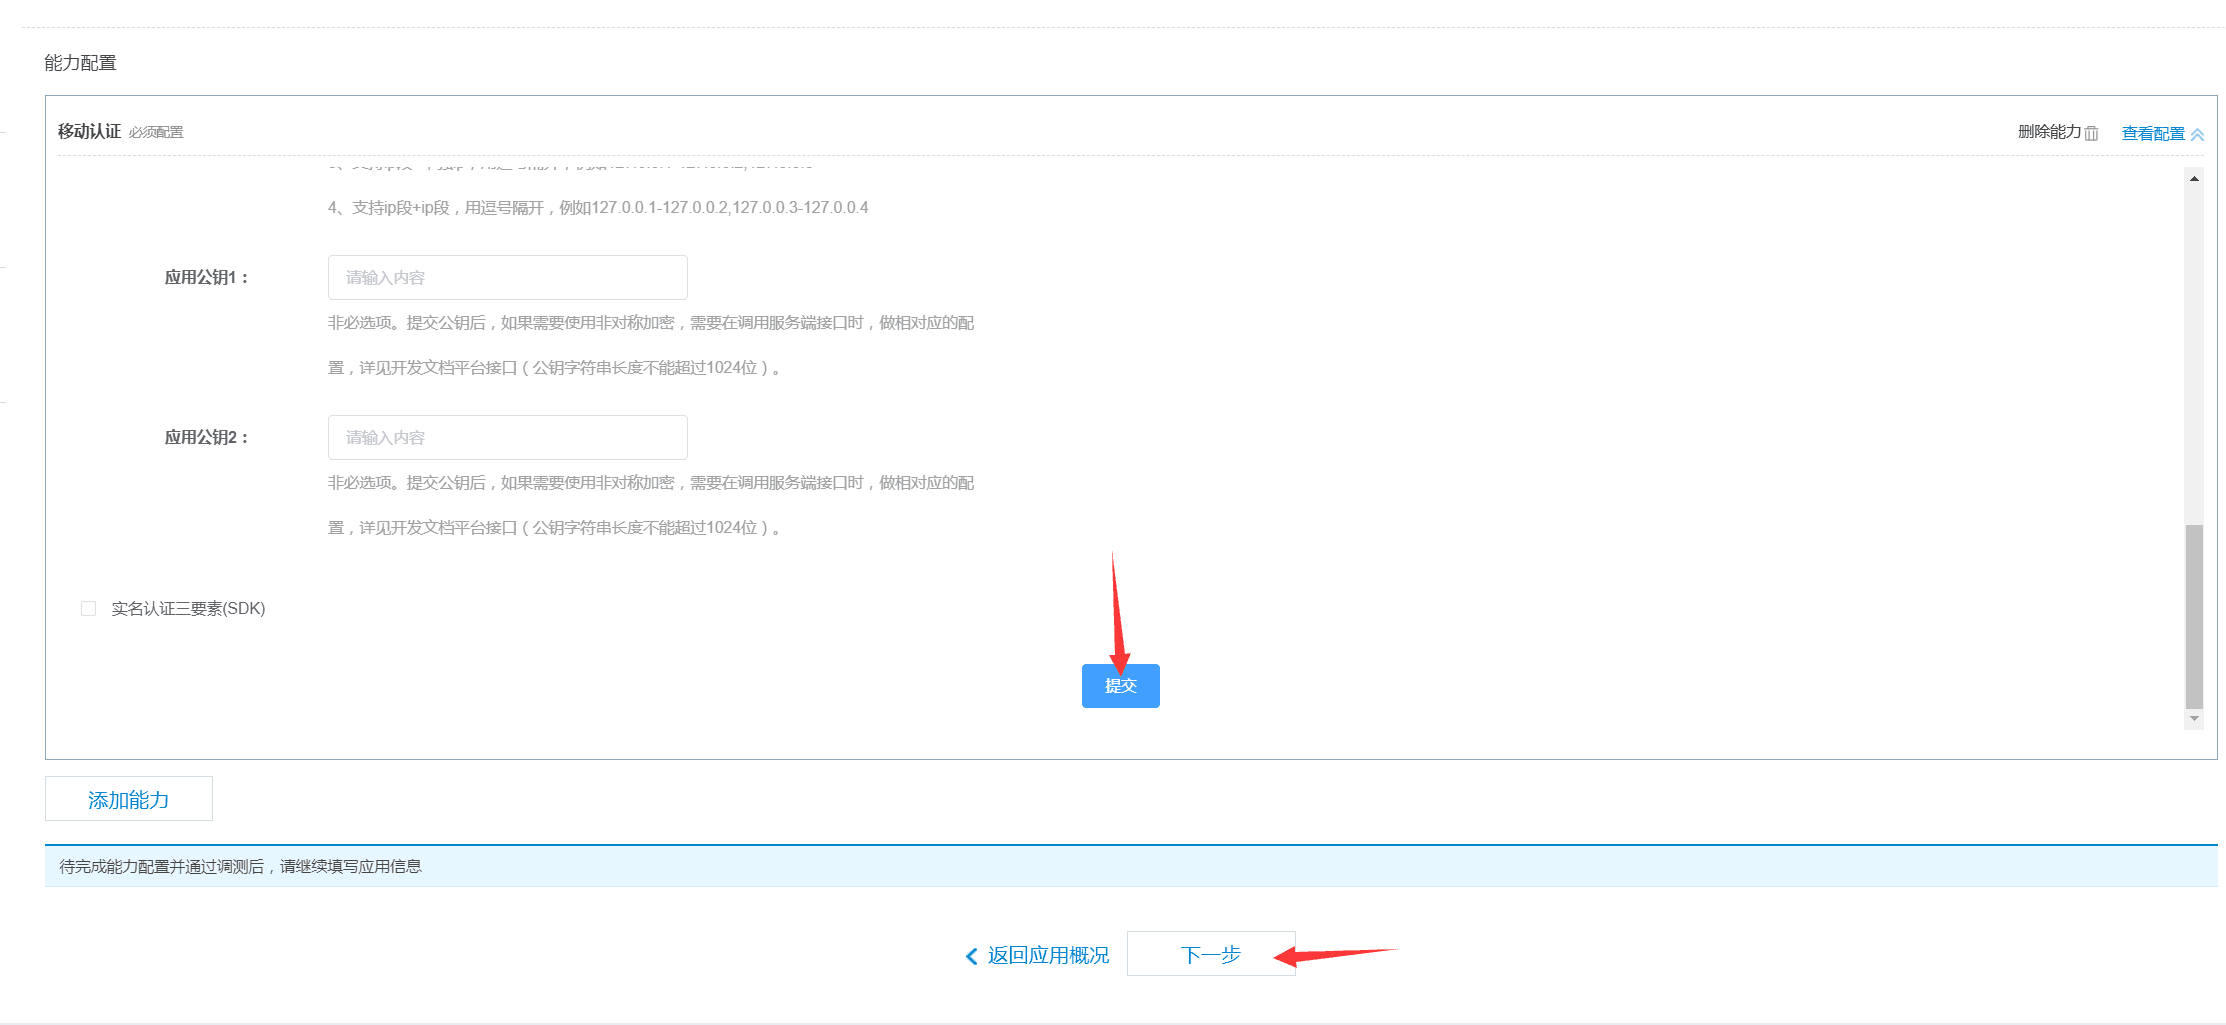 能力配置
移动认证 必须配置 删除能力 查看配置
4、支持ip段+ip段，用逗号隔开，例如127.0.0.1-127.0.0.2,127.0.0.3-127.0.0.4
应用公钥1： 请输入内容
非必选项。提交公钥后，如果需要使用非对称加密，需要在调用服务端接口时，做相对应的配
置，详见开发文档平台接口（公钥字符串长度不能超过1024位）。
应用公钥2： 请输入内容
非必选项。提交公钥后，如果需要使用非对称加密，需要在调用服务端接口时，做相对应的配
置，详见开发文档平台接口（公钥字符串长度不能超过1024位）。
实名认证三要素(SDK)
提交
添加能力
待完成能力配置并通过调测后，请继续填写应用信息
返回应用概况 下一步